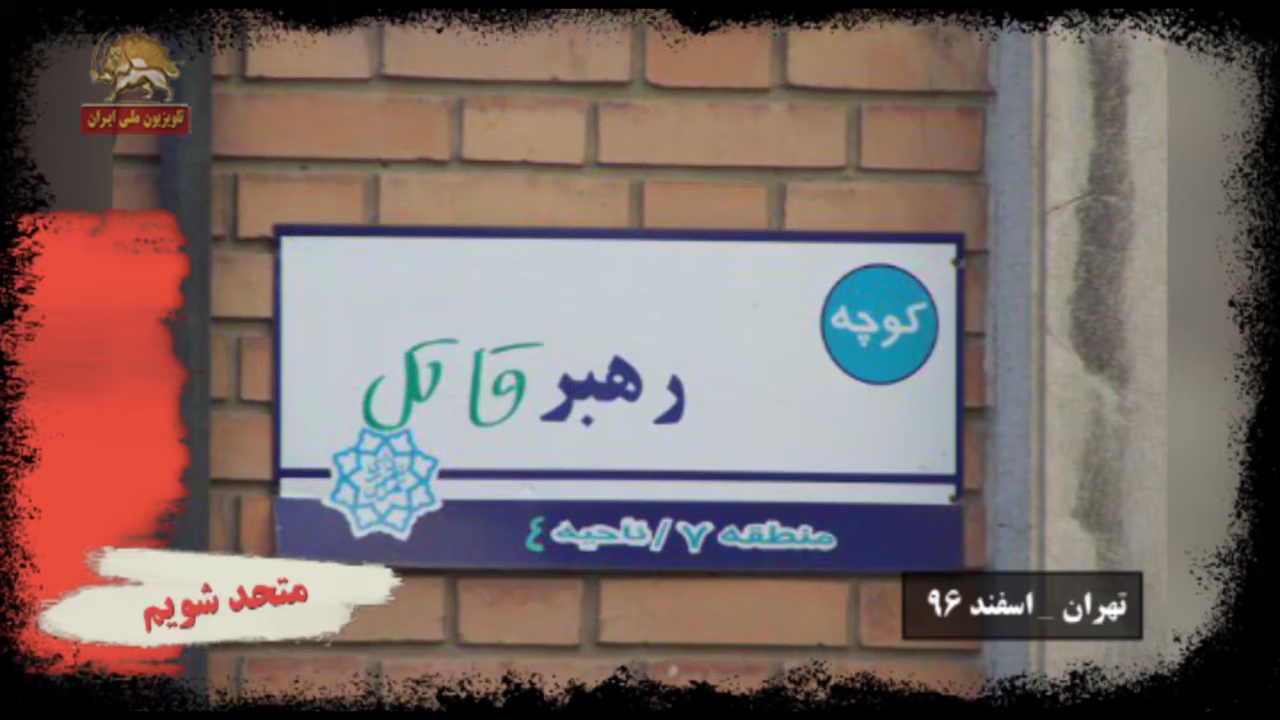 تلویزیون ملی ایران
کوچه
رهبر قاتل
منطقه ۷ / ناحیه ٤
تهران _ اسفند ۹۶
متحد شویم